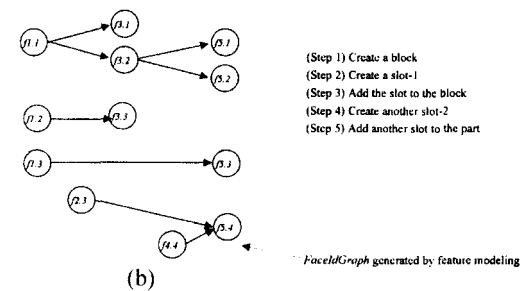 f3.1
f1.1
f3.2
f5.1
f5.2
f1.2
f3.3
f1.3
f5.3
f2.3
f5.4
f4.4
(Step 1) Create a block
(Step 2) Create a slot-1
(Step 3) Add the slot to the block
(Step 4) Create another slot-2
(Step 5) Add another slot to the part
FaceIdGraph generated by feature modeling
(b)